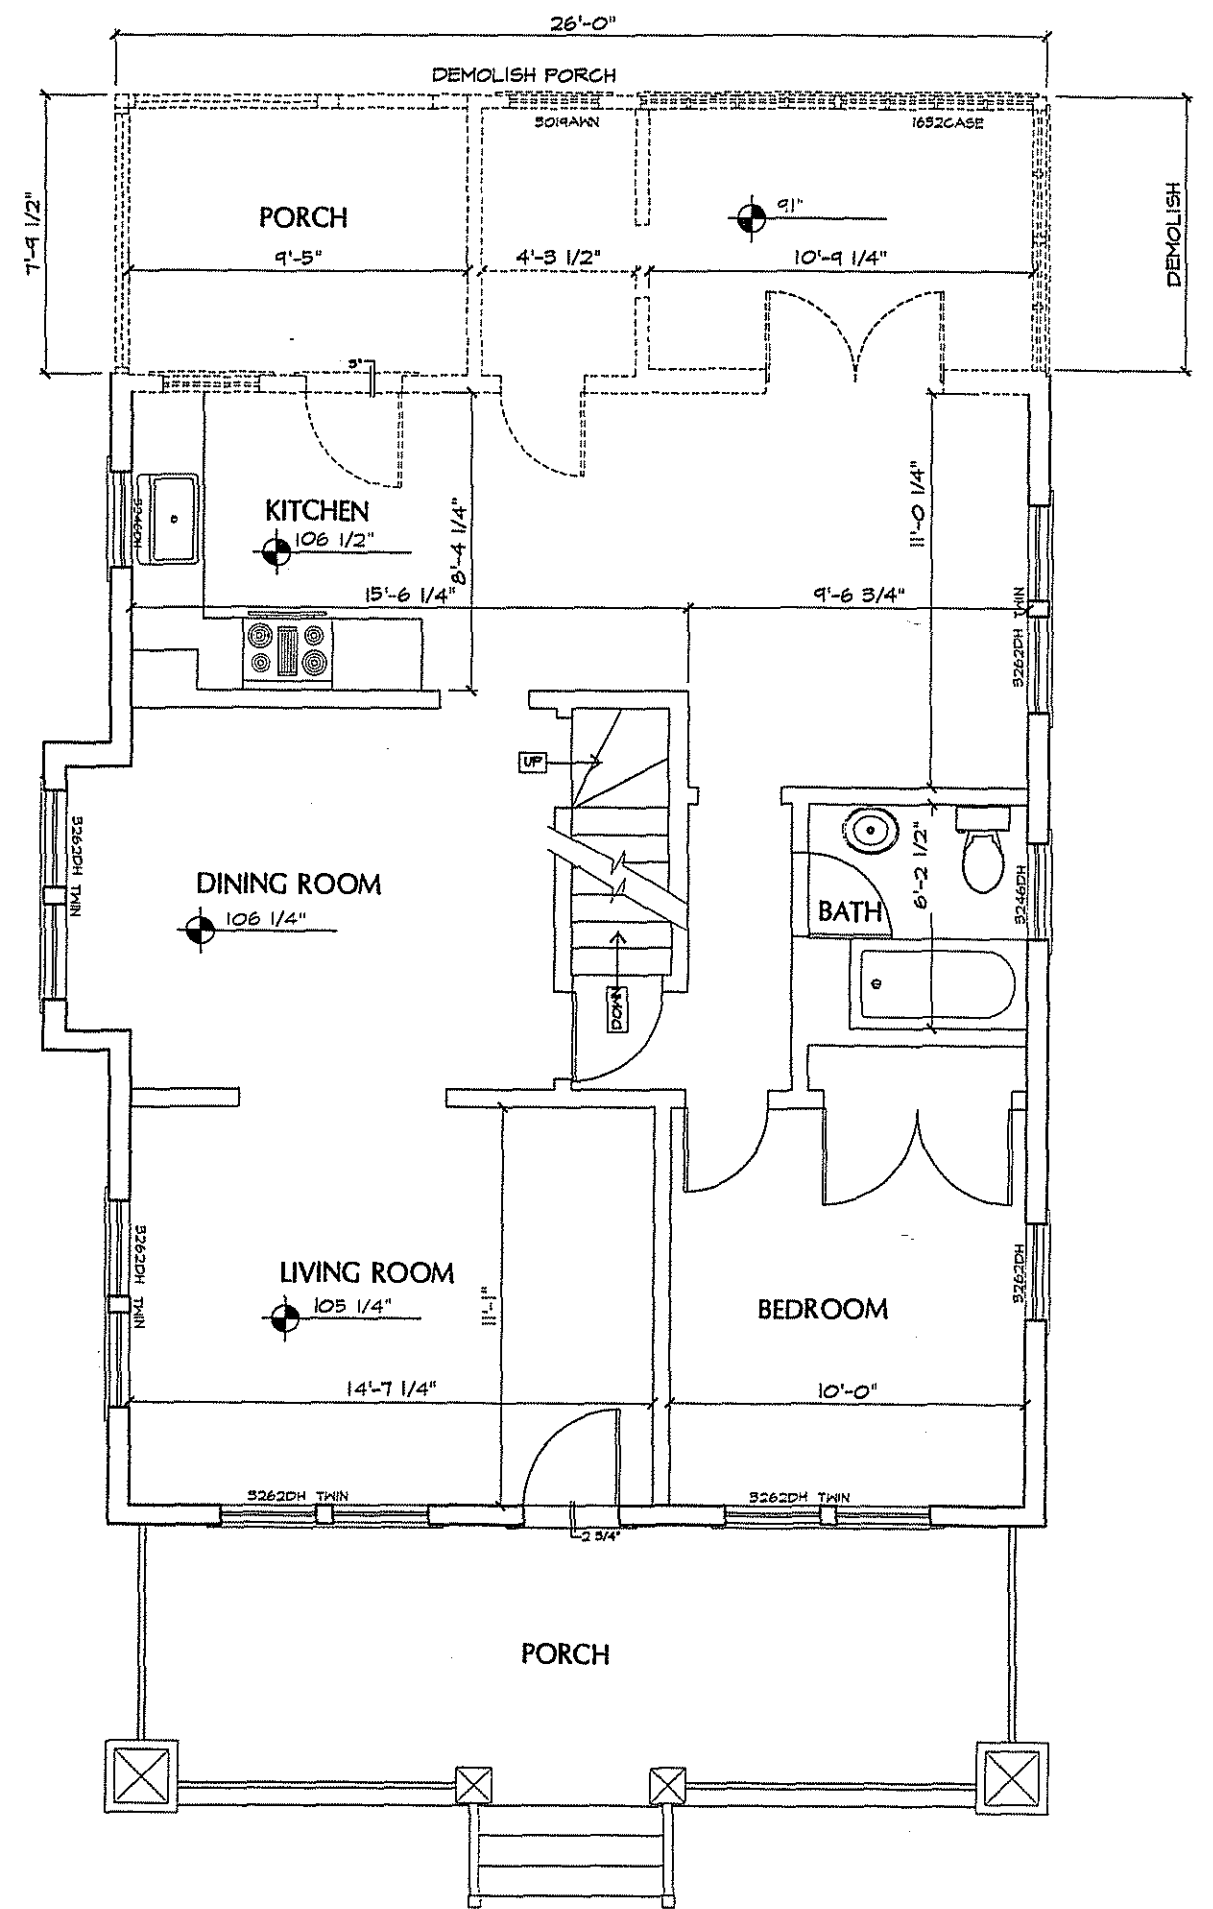 26'-0"
DEMOLISH PORCH
3019AWN
1632CASE
7'-9 1/2"
PORCH
91"
DEMOLISH
9'-5"
4'-3 1/2"
10'-9 1/4"
3"
KITCHEN
106 1/2"
3246DH
8'-4 1/4"
11'-0 1/4"
15'-6 1/4"
9'-6 3/4"
3262DH TWIN
UP
3262DH TWIN
DINING ROOM
106 1/4"
BATH
6'-2 1/2"
3246DH
DOWN
3262DH TWIN
LIVING ROOM
105 1/4"
11'-1"
BEDROOM
3262DH
14'-7 1/4"
10'-0"
3262DH TWIN
3262DH TWIN
2 3/4"
PORCH